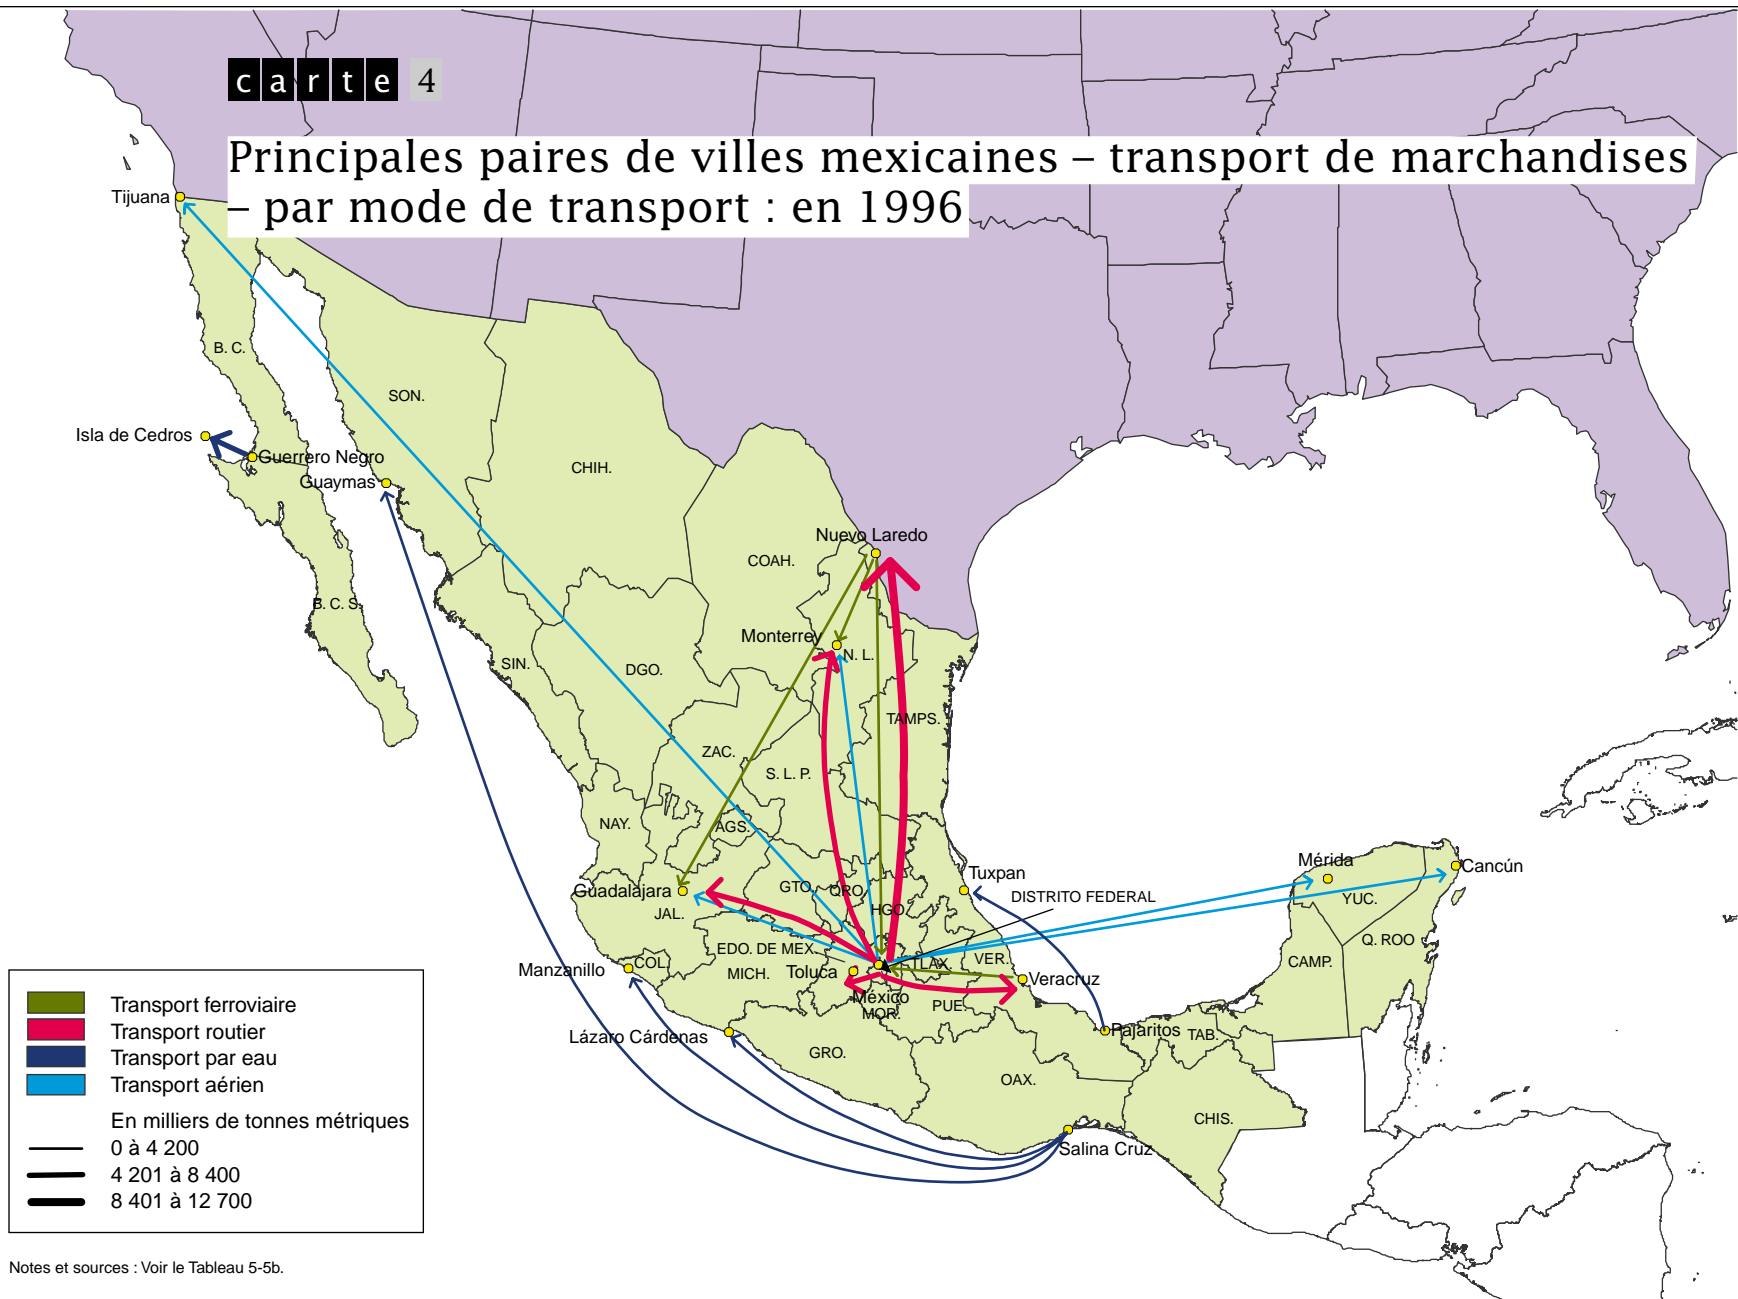 carte 4
Principales paires de villes mexicaines – transport de marchandises
– par mode de transport : en 1996
Tijuana
B. C.
SON.
Isla de Cedros
Guerrero Negro
Guaymas
CHIH.
Nuevo Laredo
COAH.
B. C. S.
Monterrey
N. L.
SIN.
DGO.
TAMPS.
ZAC.
S. L. P.
NAY.
AGS.
Tuxpan
Mérida
Cancún
Guadalajara
GTO.
QRO.
DISTRITO FEDERAL
YUC.
JAL.
HGO.
Q. ROO
EDO. DE MEX.
VER.
CAMP.
Manzanillo
COL.
MICH.
Toluca
TLAX.
Veracruz
México
PUE.
MOR.
Lázaro Cárdenas
Pajaritos
TAB.
GRO.
OAX.
CHIS.
Salina Cruz
Transport ferroviaire
Transport routier
Transport par eau
Transport aérien
En milliers de tonnes métriques
0 à 4 200
4 201 à 8 400
8 401 à 12 700
Notes et sources : Voir le Tableau 5-5b.